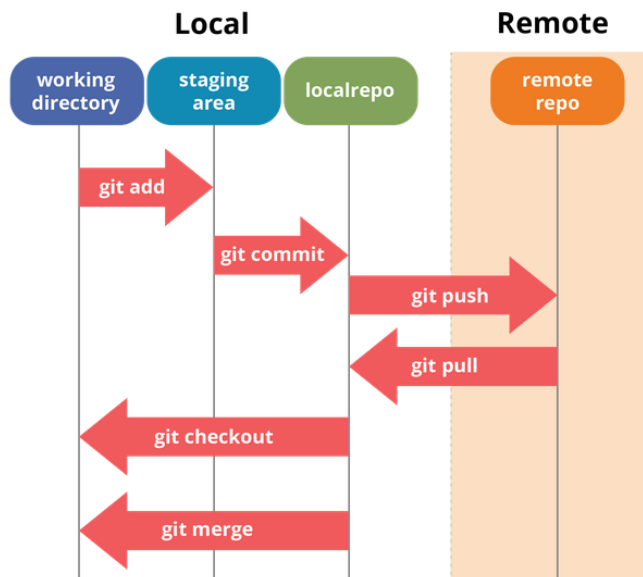 Local
Remote
working
directory
staging
area
localrepo
remote
repo
git add
git commit
git push
git pull
git checkout
git merge